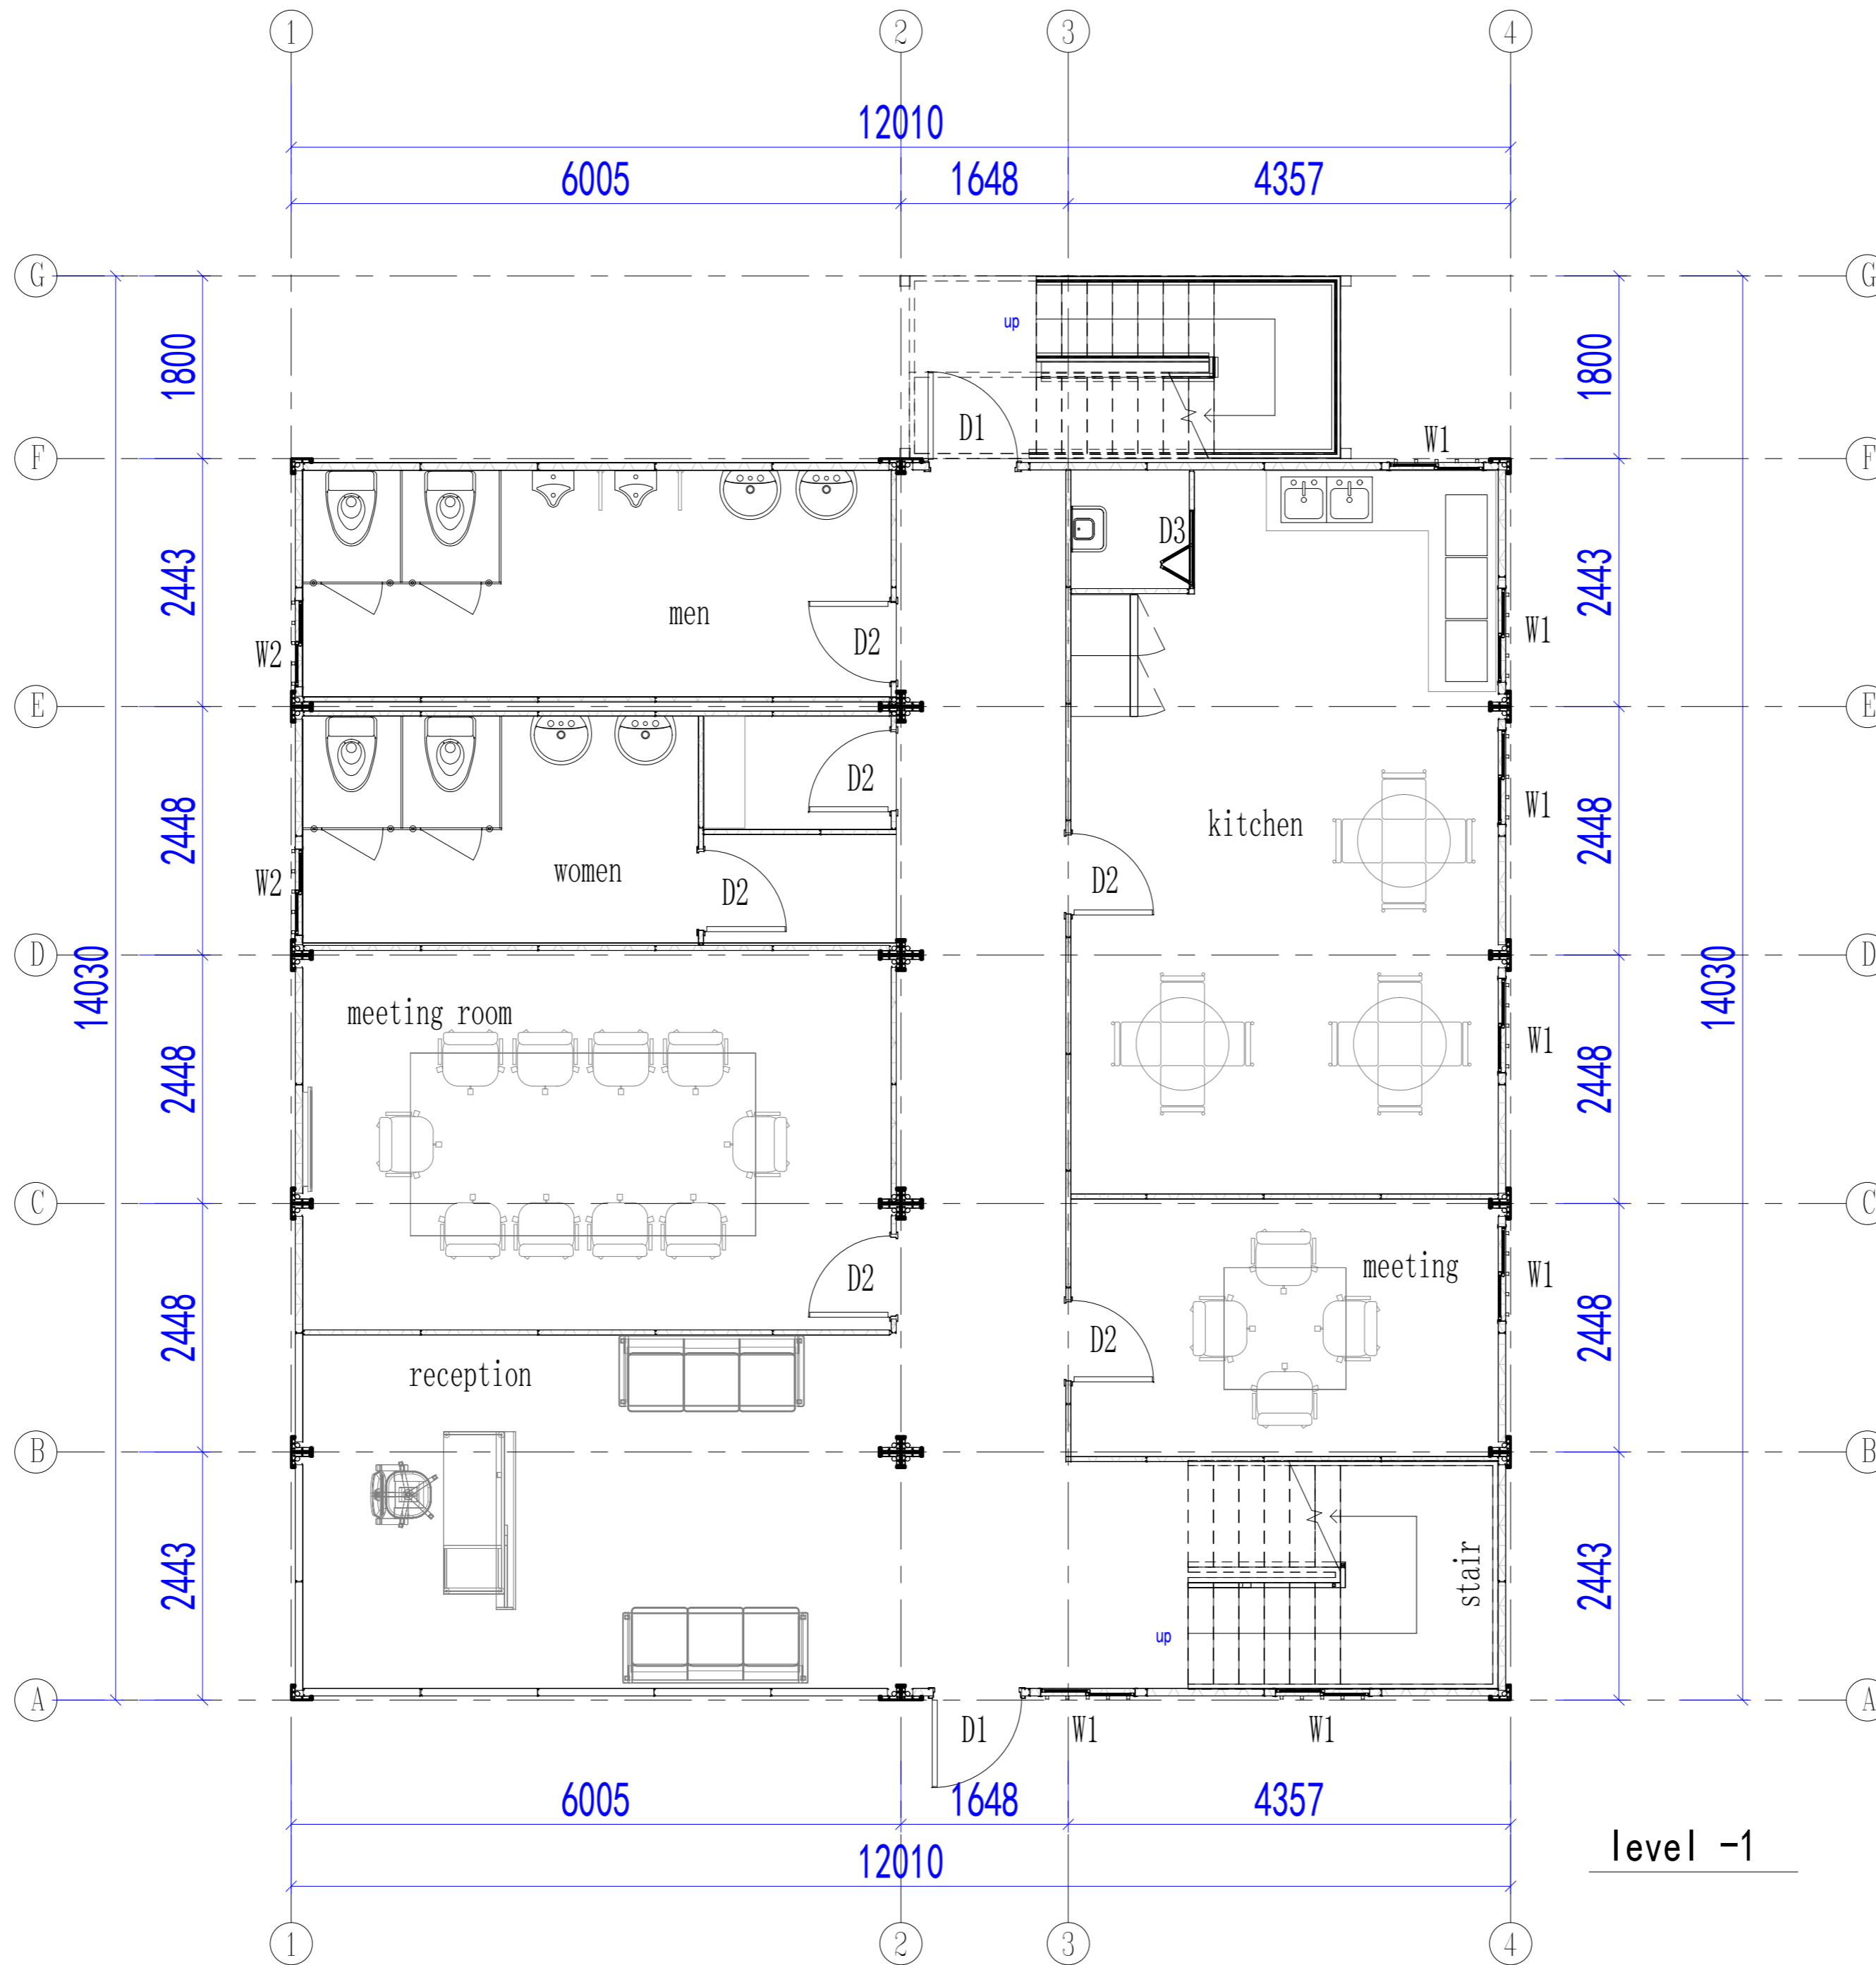 1 2 3 4
12010
6005 1648 4357
G G
up
1800 1800
D1 W1
F F
D3
2443 2443
men D2 W1
W2
E E
D2 W1
kitchen
2448 2448
women D2 D2
W2
D D
14030 14030
meeting room
W1
2448 2448
C C
meeting
D2 W1
2448 2448
D2
reception
B B
stair
2443 2443
up
A A
D1 W1 W1
6005 1648 4357
level -1
12010
1 2 3 4